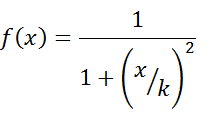 f(x) = 1 / (1 + (x/k)^2)